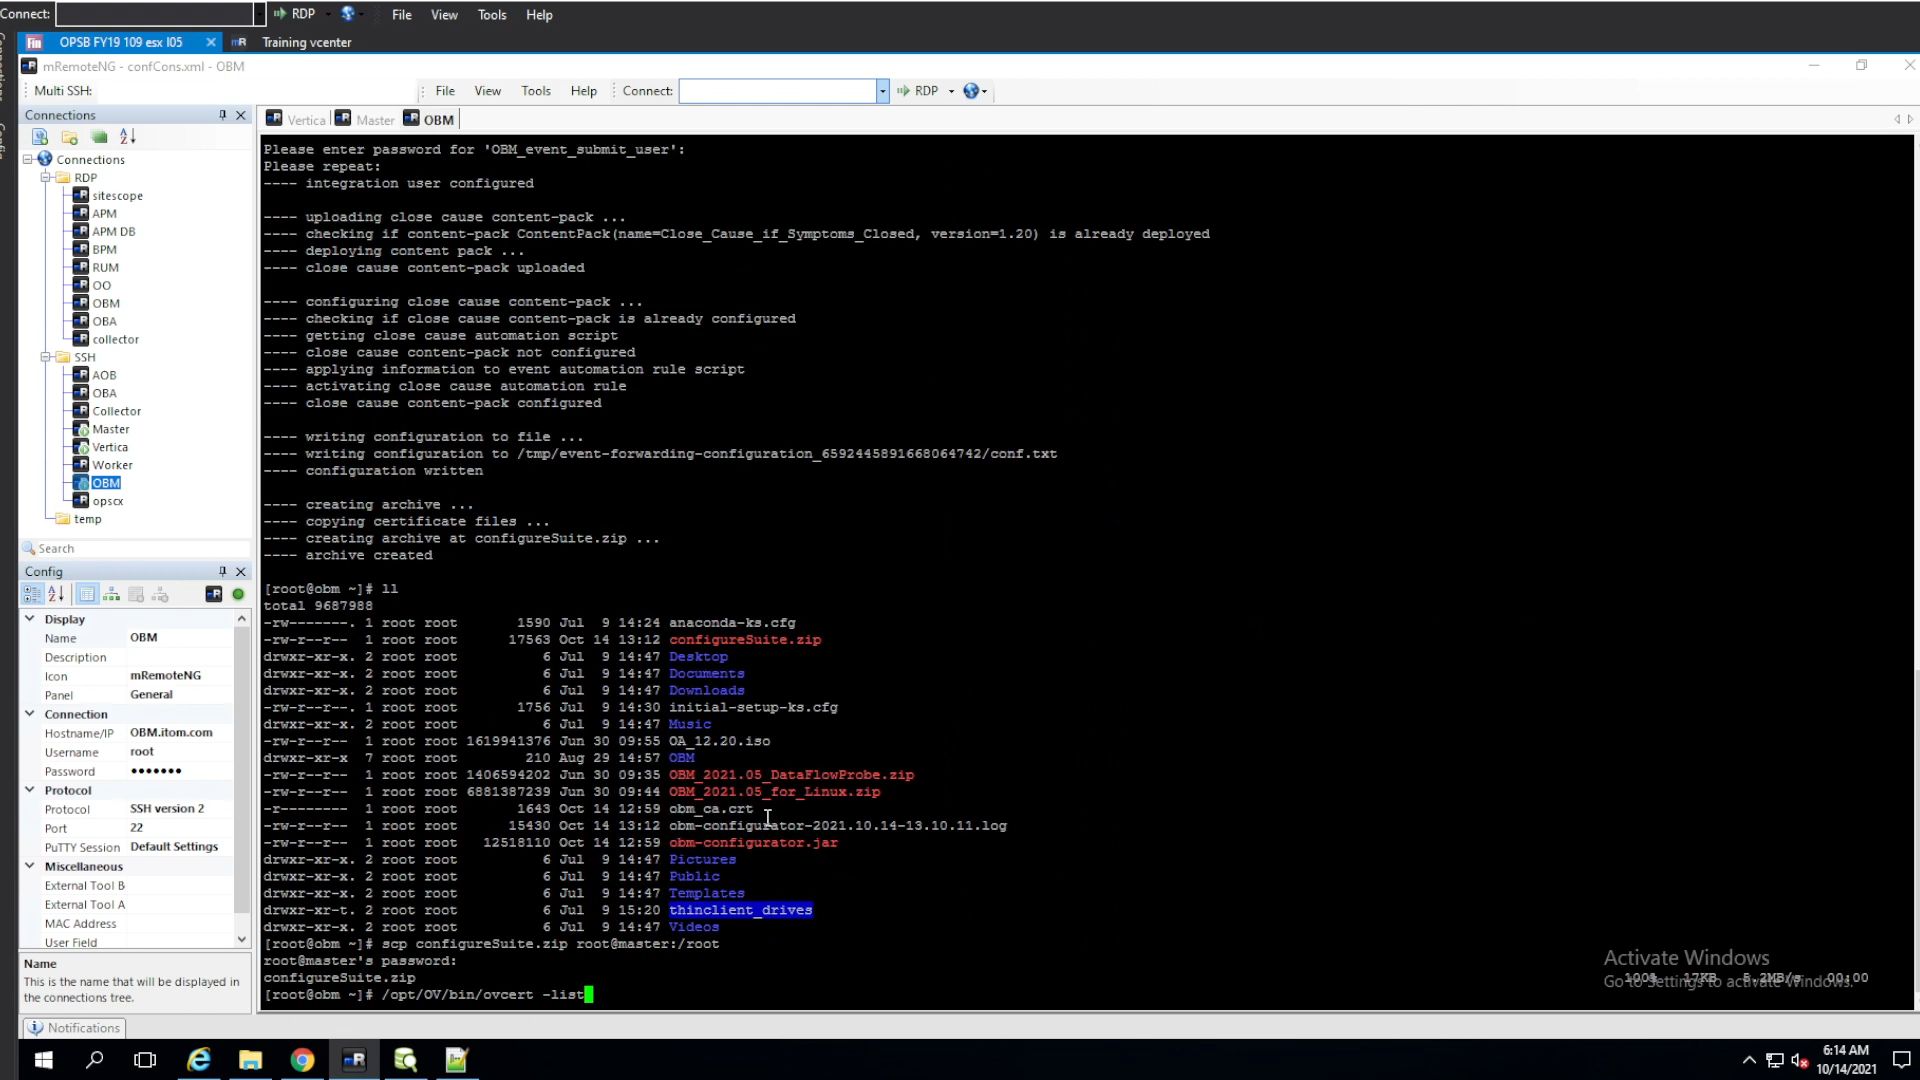 Connect: RDP File View Tools Help
OPSB FY19 109 esx I05 Training vcenter
mRemoteNG - confCons.xml - OBM
Multi SSH: File View Tools Help Connect: RDP
Connections
Vertica Master OBM
Connections
RDP
sitescope
APM
APM DB
BPM
RUM
OO
OBM
OBA
collector
SSH
AOB
OBA
Collector
Master
Vertica
Worker
OBM
opscx
temp
Search
Config
Display
Name OBM
Description
Icon mRemoteNG
Panel General
Connection
Hostname/IP OBM.itom.com
Username root
Password •••••••
Protocol
Protocol SSH version 2
Port 22
PuTTY Session Default Settings
Miscellaneous
External Tool B
External Tool A
MAC Address
User Field
Name
This is the name that will be displayed in
the connections tree.
Notifications
Please enter password for 'OBM_event_submit_user':
Please repeat:
---- integration user configured
---- uploading close cause content-pack ...
---- checking if content-pack ContentPack(name=Close_Cause_if_Symptoms_Closed, version=1.20) is already deployed
---- deploying content pack ...
---- close cause content-pack uploaded
---- configuring close cause content-pack ...
---- checking if close cause content-pack is already configured
---- getting close cause automation script
---- close cause content-pack not configured
---- applying information to event automation rule script
---- activating close cause automation rule
---- close cause content-pack configured
---- writing configuration to file ...
---- writing configuration to /tmp/event-forwarding-configuration_6592445891668064742/conf.txt
---- configuration written
---- creating archive ...
---- copying certificate files ...
---- creating archive at configureSuite.zip ...
---- archive created
[root@obm ~]# ll
total 9687988
-rw-------. 1 root root 1590 Jul 9 14:24 anaconda-ks.cfg
-rw-r--r-- 1 root root 17563 Oct 14 13:12 configureSuite.zip
drwxr-xr-x. 2 root root 6 Jul 9 14:47 Desktop
drwxr-xr-x. 2 root root 6 Jul 9 14:47 Documents
drwxr-xr-x. 2 root root 6 Jul 9 14:47 Downloads
-rw-r--r--. 1 root root 1756 Jul 9 14:30 initial-setup-ks.cfg
drwxr-xr-x. 2 root root 6 Jul 9 14:47 Music
-rw-r--r-- 1 root root 1619941376 Jun 30 09:55 OA_12.20.iso
drwxr-xr-x 7 root root 210 Aug 29 14:57 OBM
-rw-r--r-- 1 root root 1406594202 Jun 30 09:35 OBM_2021.05_DataFlowProbe.zip
-rw-r--r-- 1 root root 6881387239 Jun 30 09:44 OBM_2021.05_for_Linux.zip
-r-------- 1 root root 1643 Oct 14 12:59 obm_ca.crt
-rw-r--r-- 1 root root 15430 Oct 14 13:12 obm-configurator-2021.10.14-13.10.11.log
-rw-r--r-- 1 root root 12518110 Oct 14 12:59 obm-configurator.jar
drwxr-xr-x. 2 root root 6 Jul 9 14:47 Pictures
drwxr-xr-x. 2 root root 6 Jul 9 14:47 Public
drwxr-xr-x. 2 root root 6 Jul 9 14:47 Templates
drwxr-xr-t. 2 root root 6 Jul 9 15:20 thinclient_drives
drwxr-xr-x. 2 root root 6 Jul 9 14:47 Videos
[root@obm ~]# scp configureSuite.zip root@master:/root
root@master's password:
configureSuite.zip 100% 17KB 5.2MB/s 00:00
[root@obm ~]# /opt/OV/bin/ovcert -list
Activate Windows
Go to Settings to activate Windows.
6:14 AM
10/14/2021